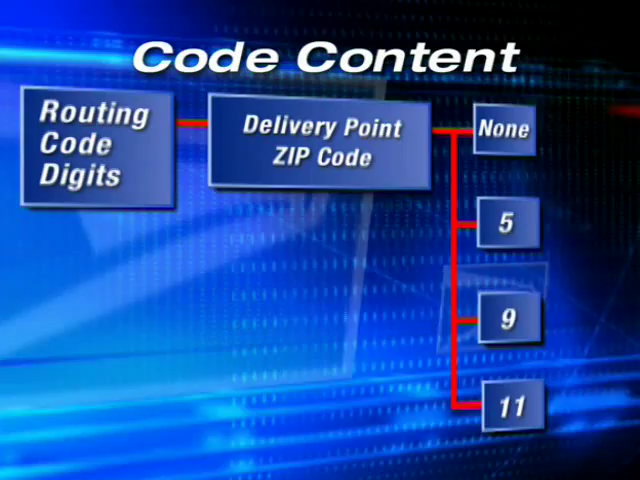 Code Content
Routing
Code
Digits
Delivery Point
ZIP Code
None
5
9
11